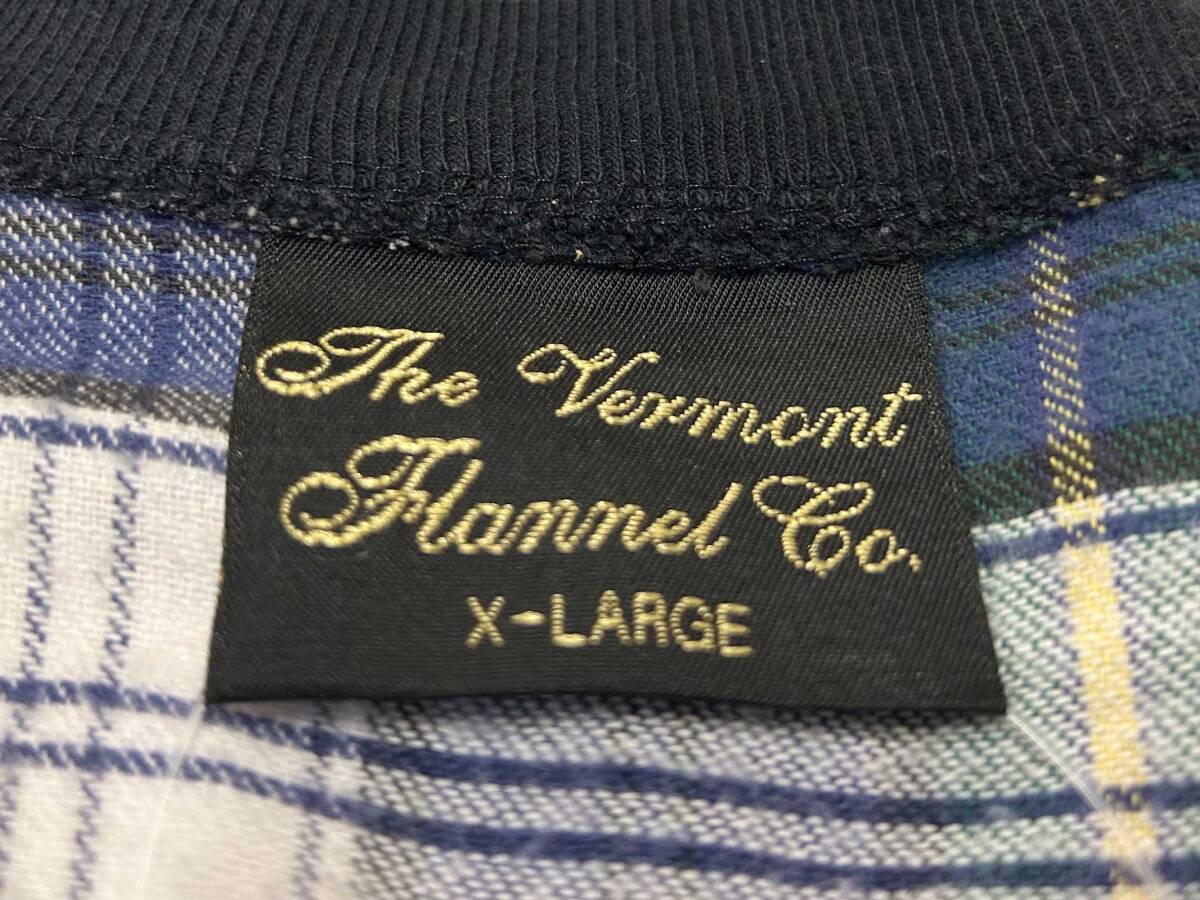 The Vermont
Flannel Co.
X-LARGE